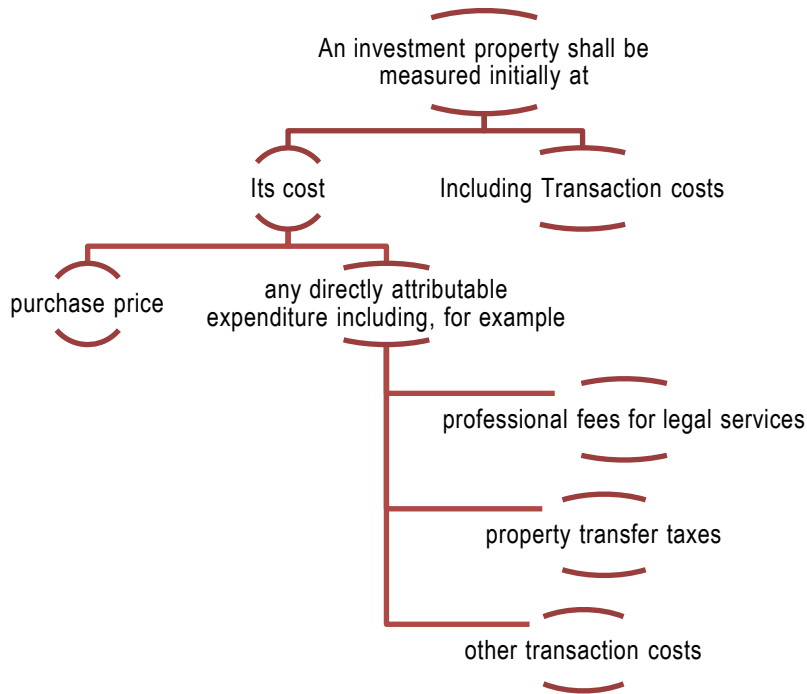 An investment property shall be
measured initially at
Its cost
Including Transaction costs
purchase price
any directly attributable
expenditure including, for example
professional fees for legal services
property transfer taxes
other transaction costs